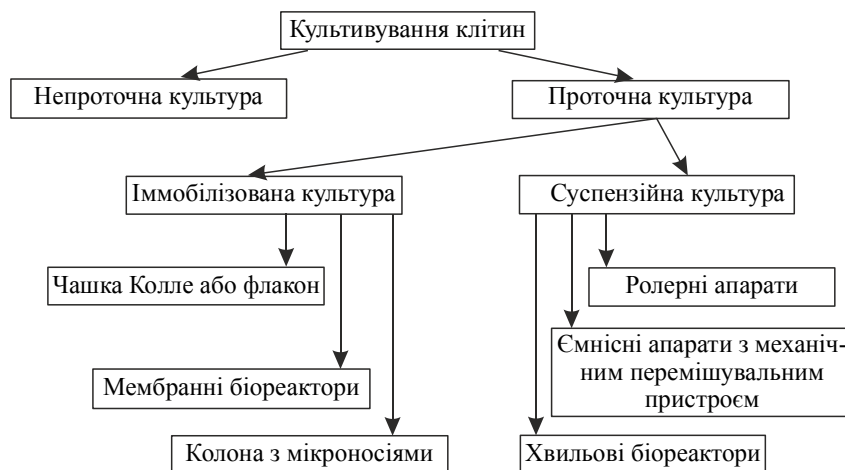 Культивування клітин
Непроточна культура
Проточна культура
Іммобілізована культура
Суспензійна культура
Чашка Колле або флакон
Ролерні апарати
Ємнісні апарати з механіч-
ним перемішувальним
пристроєм
Мембранні біореактори
Колона з мікроносіями
Хвильові біореактори